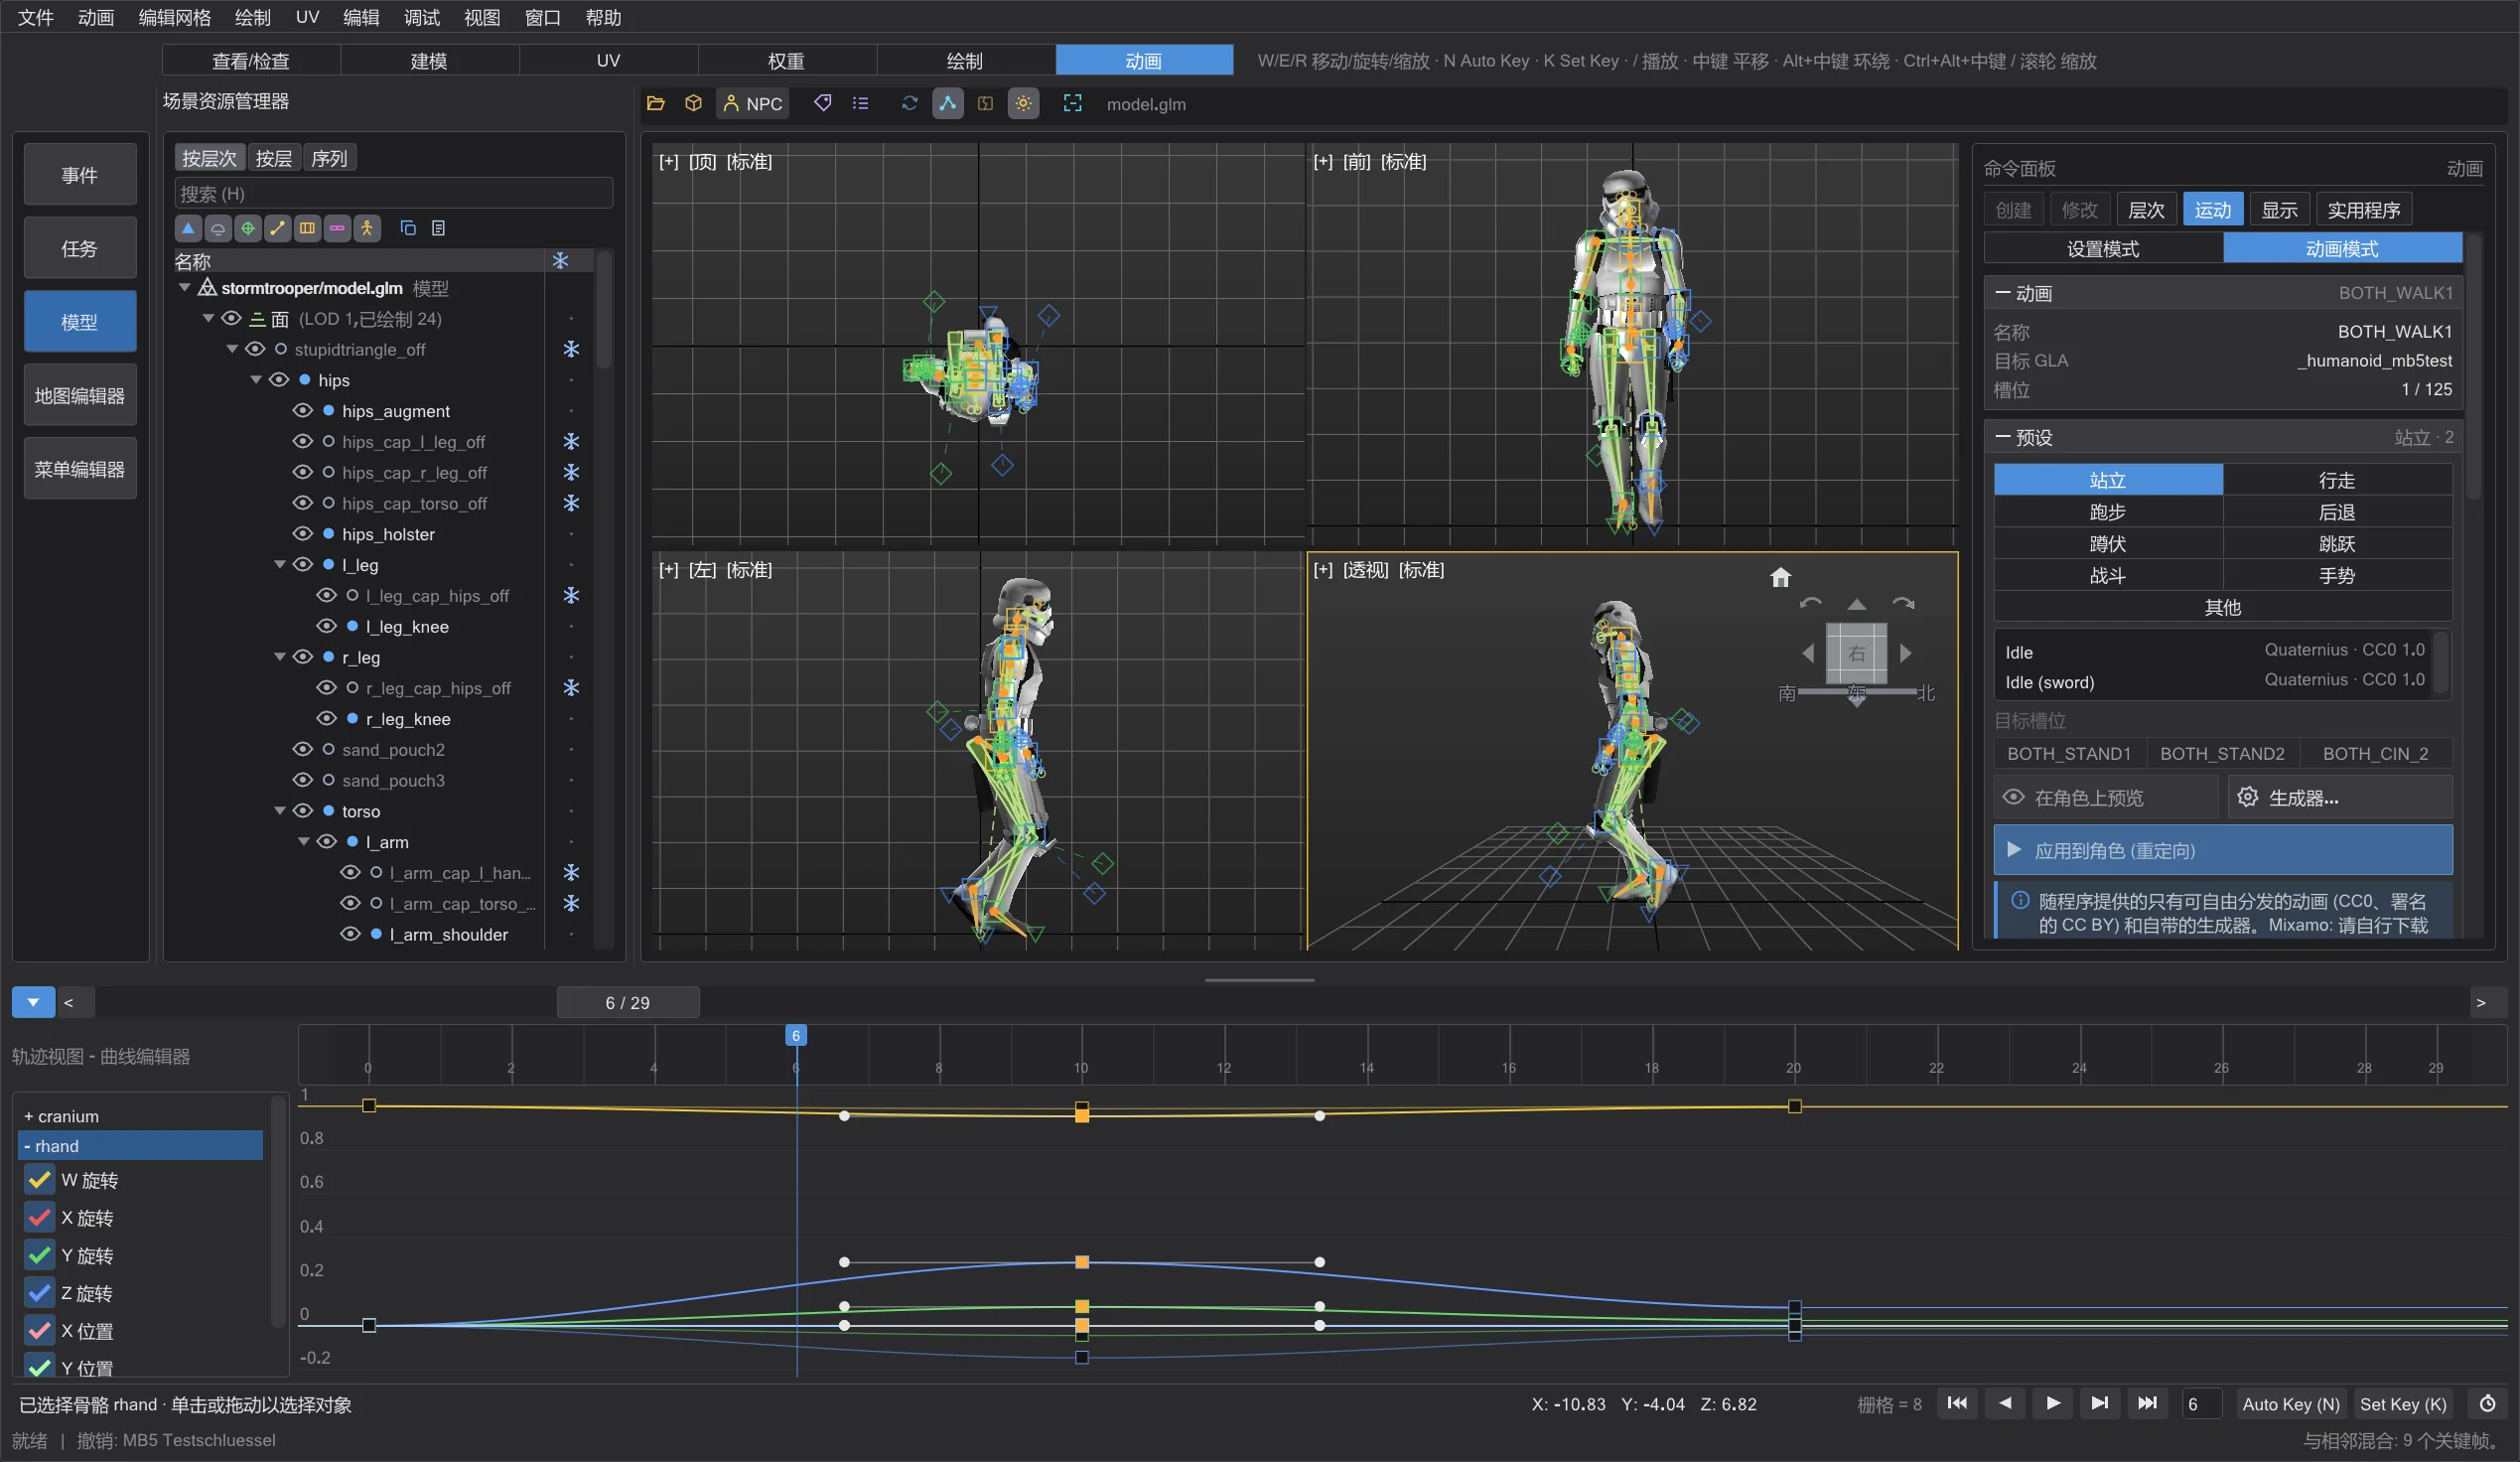 文件 动画 编辑网格 绘制 UV 编辑 调试 视图 窗口 帮助
查看/检查 建模 UV 权重 绘制 动画 W/E/R 移动/旋转/缩放 · N Auto Key · K Set Key · / 播放 · 中键 平移 · Alt+中键 环绕 · Ctrl+Alt+中键 / 滚轮 缩放
场景资源管理器
NPC model.glm
事件
任务
模型
地图编辑器
菜单编辑器
按层次 按层 序列
搜索 (H)
名称
stormtrooper/model.glm 模型
面 (LOD 1,已绘制 24)
stupidtriangle_off
hips
hips_augment
hips_cap_l_leg_off
hips_cap_r_leg_off
hips_cap_torso_off
hips_holster
l_leg
l_leg_cap_hips_off
l_leg_knee
r_leg
r_leg_cap_hips_off
r_leg_knee
sand_pouch2
sand_pouch3
torso
l_arm
l_arm_cap_l_han...
l_arm_cap_torso_...
l_arm_shoulder
[+] [顶] [标准]
[+] [前] [标准]
[+] [左] [标准]
[+] [透视] [标准]
右
南 东 北
命令面板 动画
创建 修改 层次 运动 显示 实用程序
设置模式 动画模式
动画 BOTH_WALK1
名称 BOTH_WALK1
目标 GLA _humanoid_mb5test
槽位 1 / 125
预设 站立 · 2
站立 行走
跑步 后退
蹲伏 跳跃
战斗 手势
其他
Idle Quaternius · CC0 1.0
Idle (sword) Quaternius · CC0 1.0
目标槽位
BOTH_STAND1 BOTH_STAND2 BOTH_CIN_2
在角色上预览 生成器...
应用到角色 (重定向)
随程序提供的只有可自由分发的动画 (CC0、署名
的 CC BY) 和自带的生成器。Mixamo: 请自行下载
< 6 / 29 >
轨迹视图 - 曲线编辑器
6
0 2 4 6 8 10 12 14 16 18 20 22 24 26 28 29
+ cranium
- rhand
W 旋转
X 旋转
Y 旋转
Z 旋转
X 位置
Y 位置
1
0.8
0.6
0.4
0.2
0
-0.2
已选择骨骼 rhand · 单击或拖动以选择对象 X: -10.83 Y: -4.04 Z: 6.82 栅格 = 8 6 Auto Key (N) Set Key (K)
就绪 | 撤销: MB5 Testschluessel 与相邻混合: 9 个关键帧。